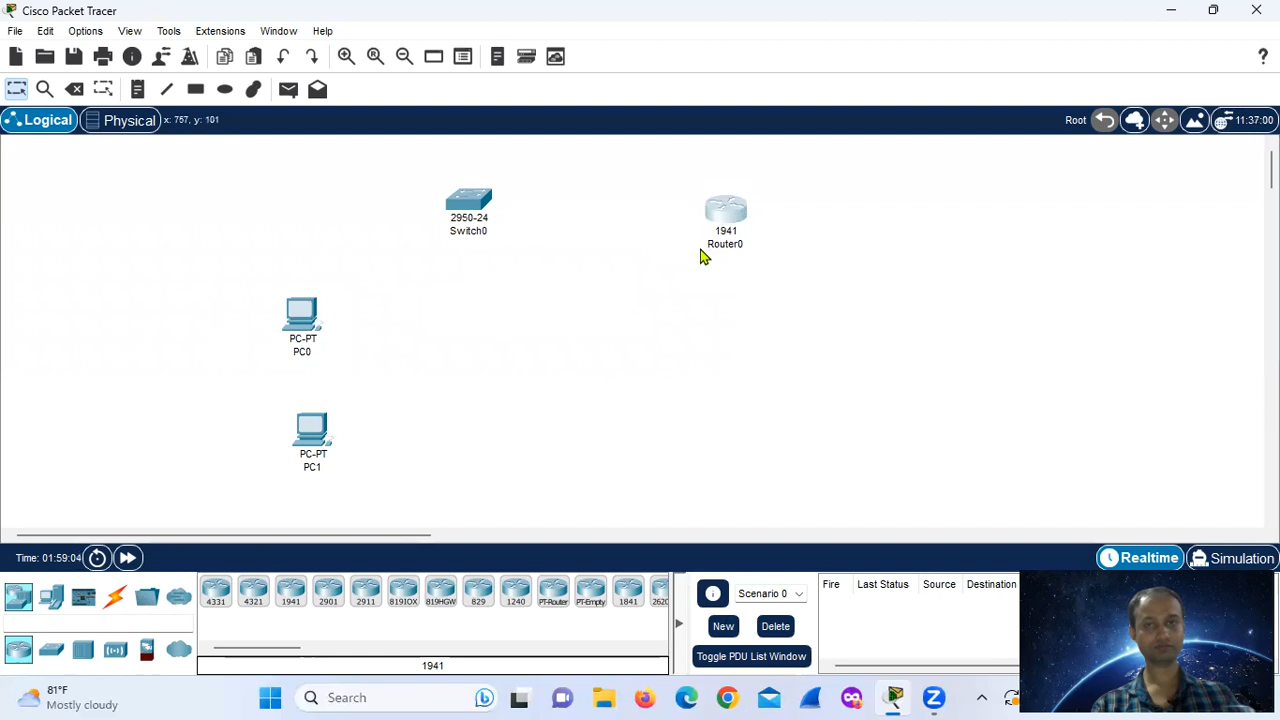 Cisco Packet Tracer
File Edit Options View Tools Extensions Window Help
?
Logical Physical x: 757, y: 101 Root 11:37:00
2950-24
Switch0
1941
Router0
PC-PT
PC0
PC-PT
PC1
Time: 01:59:04 Realtime Simulation
4331 4321 1941 2901 2911 819IOX 819HGW 829 1240 PT-Router PT-Empty 1841 2620
Scenario 0
New Delete
Toggle PDU List Window
Fire Last Status Source Destination
1941
81°F
Mostly cloudy
Search